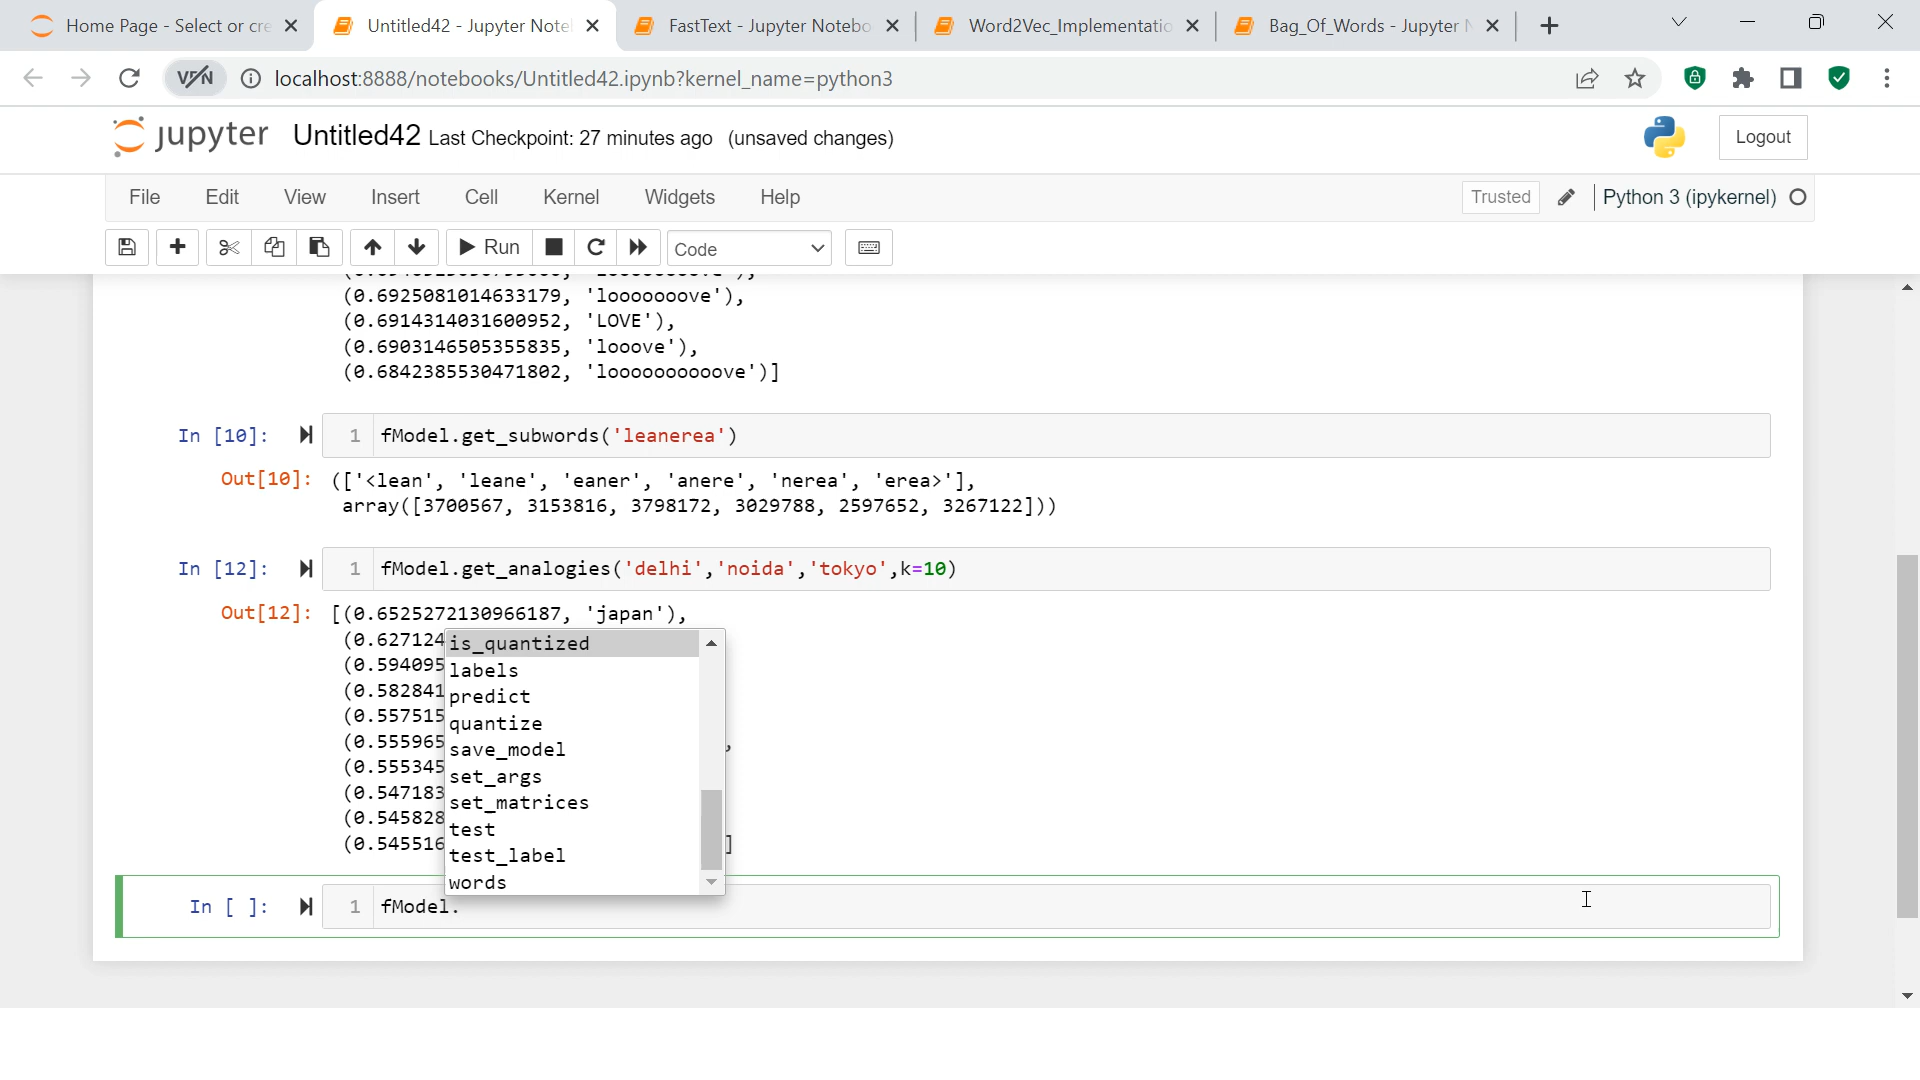 Home Page - Select or cre
Untitled42 - Jupyter Note
FastText - Jupyter Notebo
Word2Vec_Implementatio
Bag_Of_Words - Jupyter N
VPN
localhost:8888/notebooks/Untitled42.ipynb?kernel_name=python3
jupyter Untitled42 Last Checkpoint: 27 minutes ago (unsaved changes)
Logout
File Edit View Insert Cell Kernel Widgets Help
Trusted
Python 3 (ipykernel)
Run
Code
(0.6925081014633179, 'looooooove'),
(0.6914314031600952, 'LOVE'),
(0.6903146505355835, 'looove'),
(0.6842385530471802, 'loooooooooove')]
In [10]: 1 fModel.get_subwords('leanerea')
Out[10]: (['<lean', 'leane', 'eaner', 'anere', 'nerea', 'erea>'],
array([3700567, 3153816, 3798172, 3029788, 2597652, 3267122]))
In [12]: 1 fModel.get_analogies('delhi','noida','tokyo',k=10)
Out[12]: [(0.6525272130966187, 'japan'),
(0.627124
(0.594095
(0.582841
(0.557515
(0.555965 ,
(0.555345
(0.547183
(0.545828
(0.545516 ]
is_quantized
labels
predict
quantize
save_model
set_args
set_matrices
test
test_label
words
In [ ]: 1 fModel.